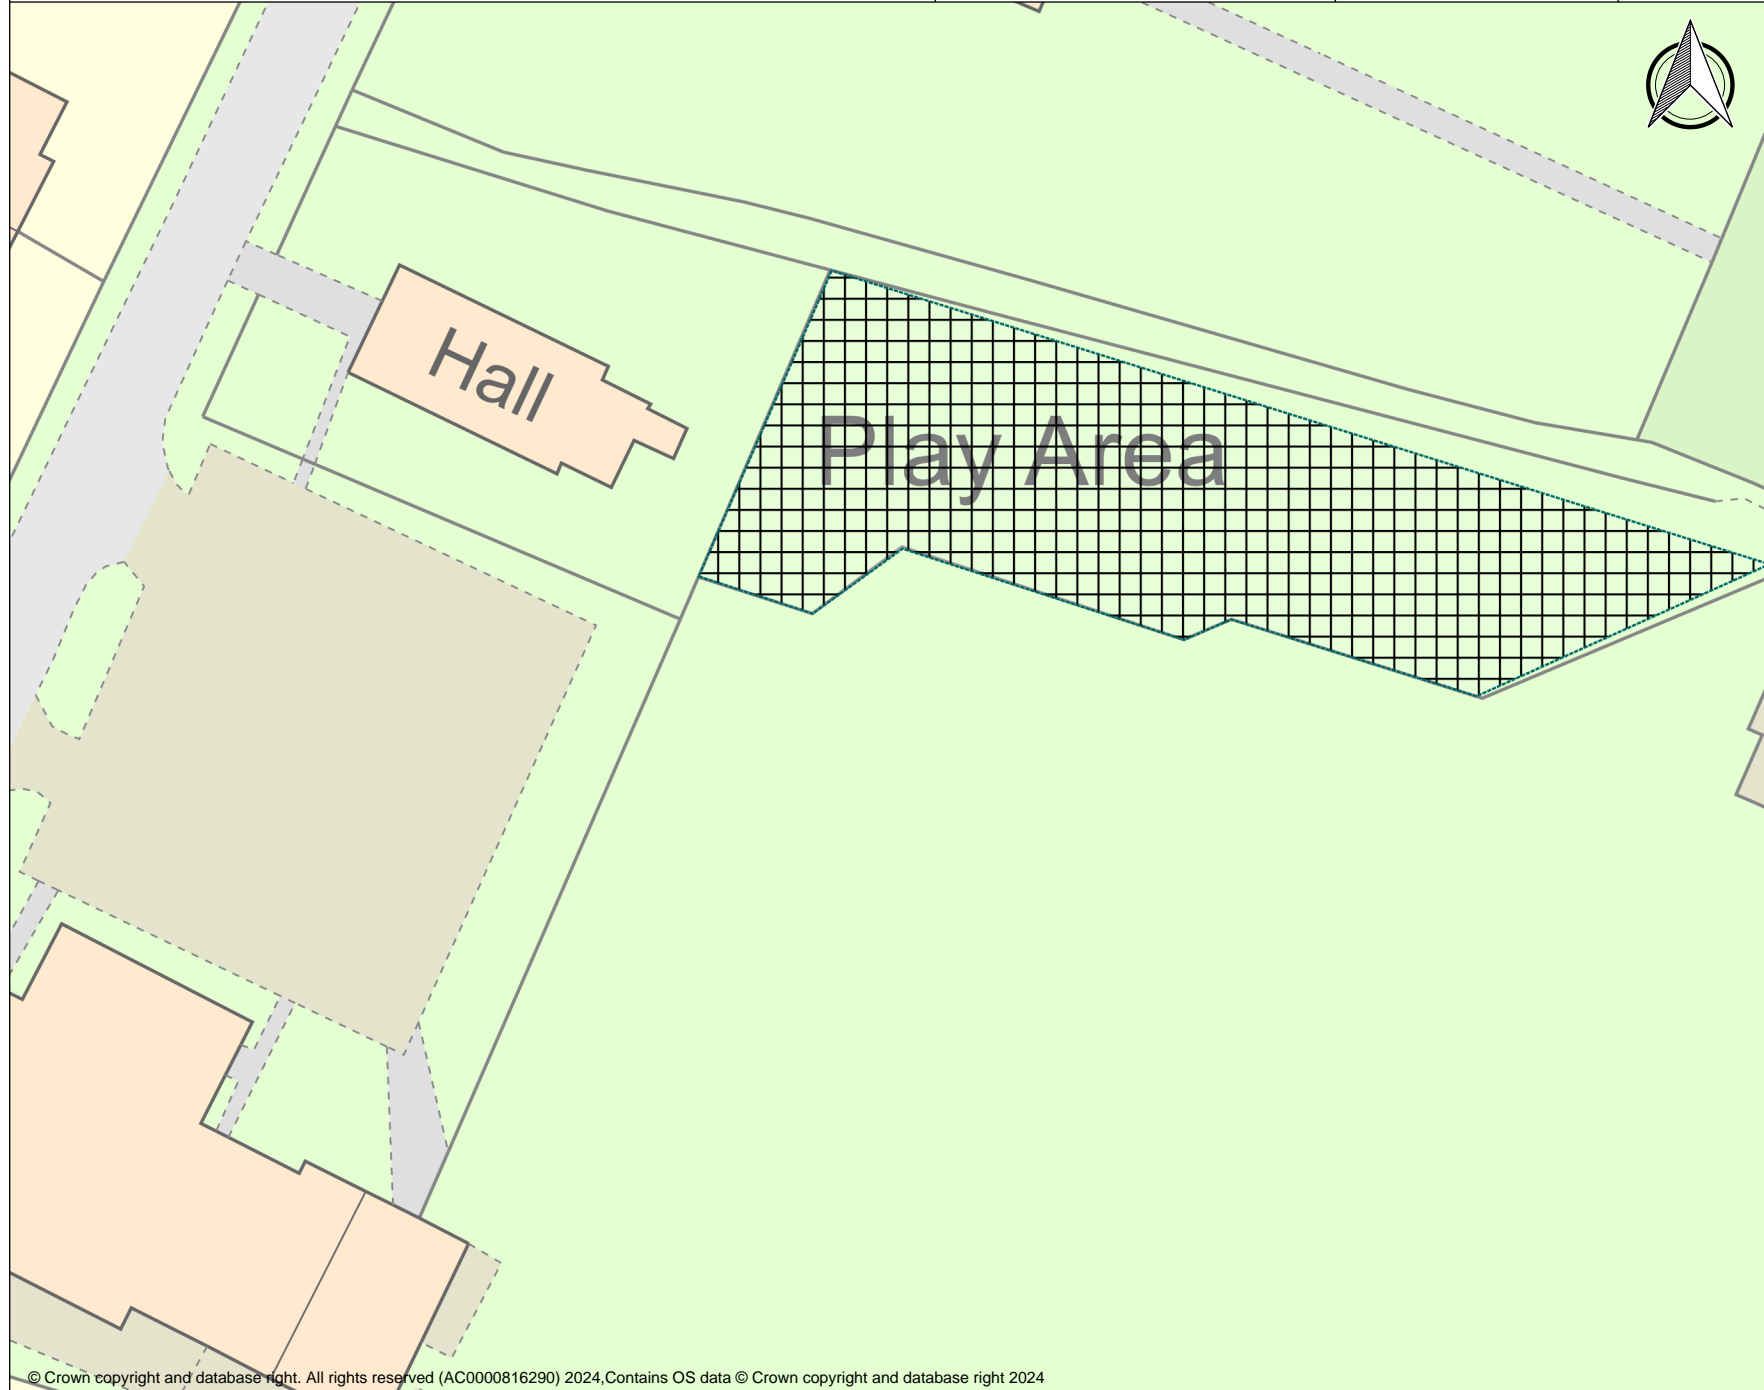 Hall
Play Area
© Crown copyright and database right. All rights reserved (AC0000816290) 2024,Contains OS data © Crown copyright and database right 2024